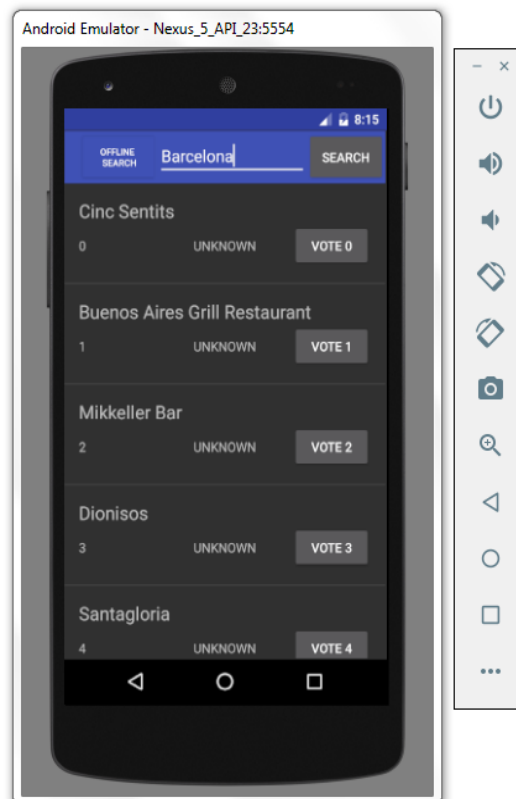 Android Emulator - Nexus_5_API_23:5554
8:15
OFFLINE
SEARCH
Barcelona
SEARCH
Cinc Sentits
0 UNKNOWN VOTE 0
Buenos Aires Grill Restaurant
1 UNKNOWN VOTE 1
Mikkeller Bar
2 UNKNOWN VOTE 2
Dionisos
3 UNKNOWN VOTE 3
Santagloria
4 UNKNOWN VOTE 4